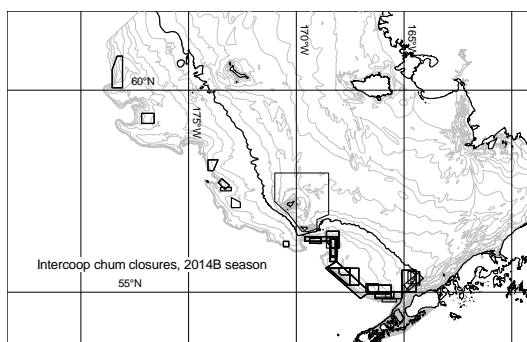 170°W
165°W
60°N
175°W
Intercoop chum closures, 2014B season
55°N